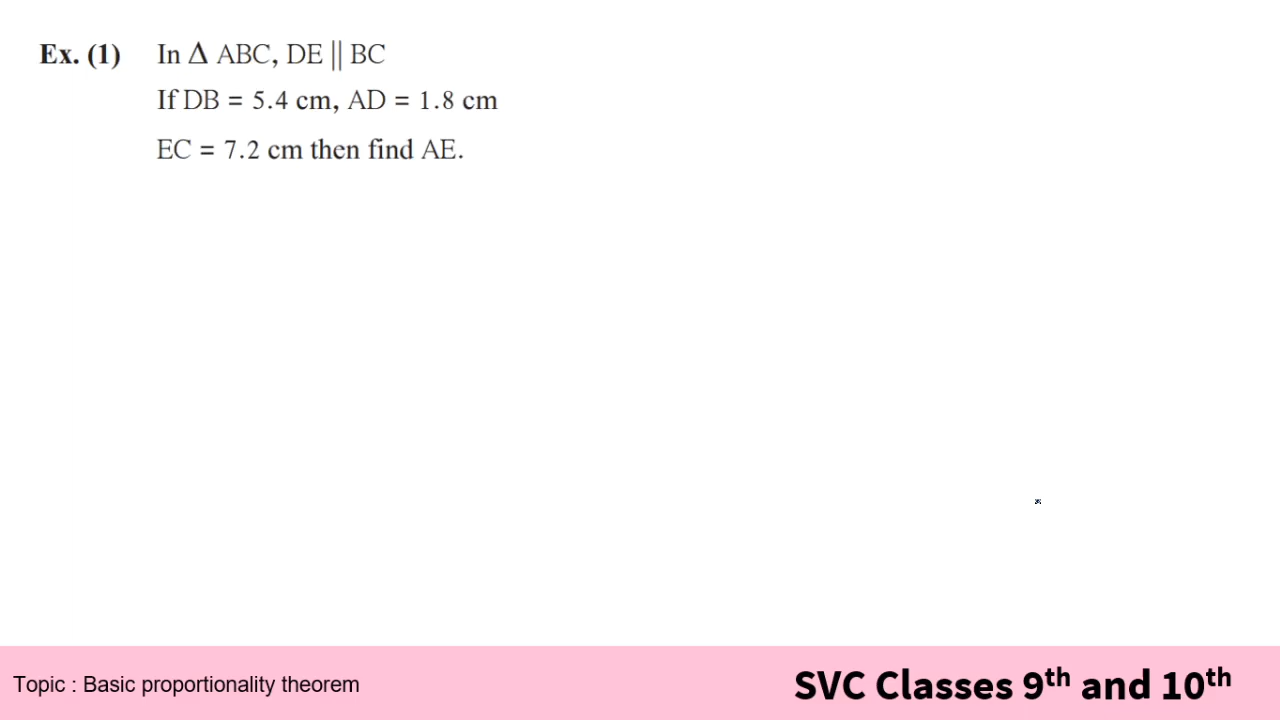 Ex. (1) In Δ ABC, DE || BC
If DB = 5.4 cm, AD = 1.8 cm
EC = 7.2 cm then find AE.
Topic : Basic proportionality theorem
SVC Classes 9th and 10th